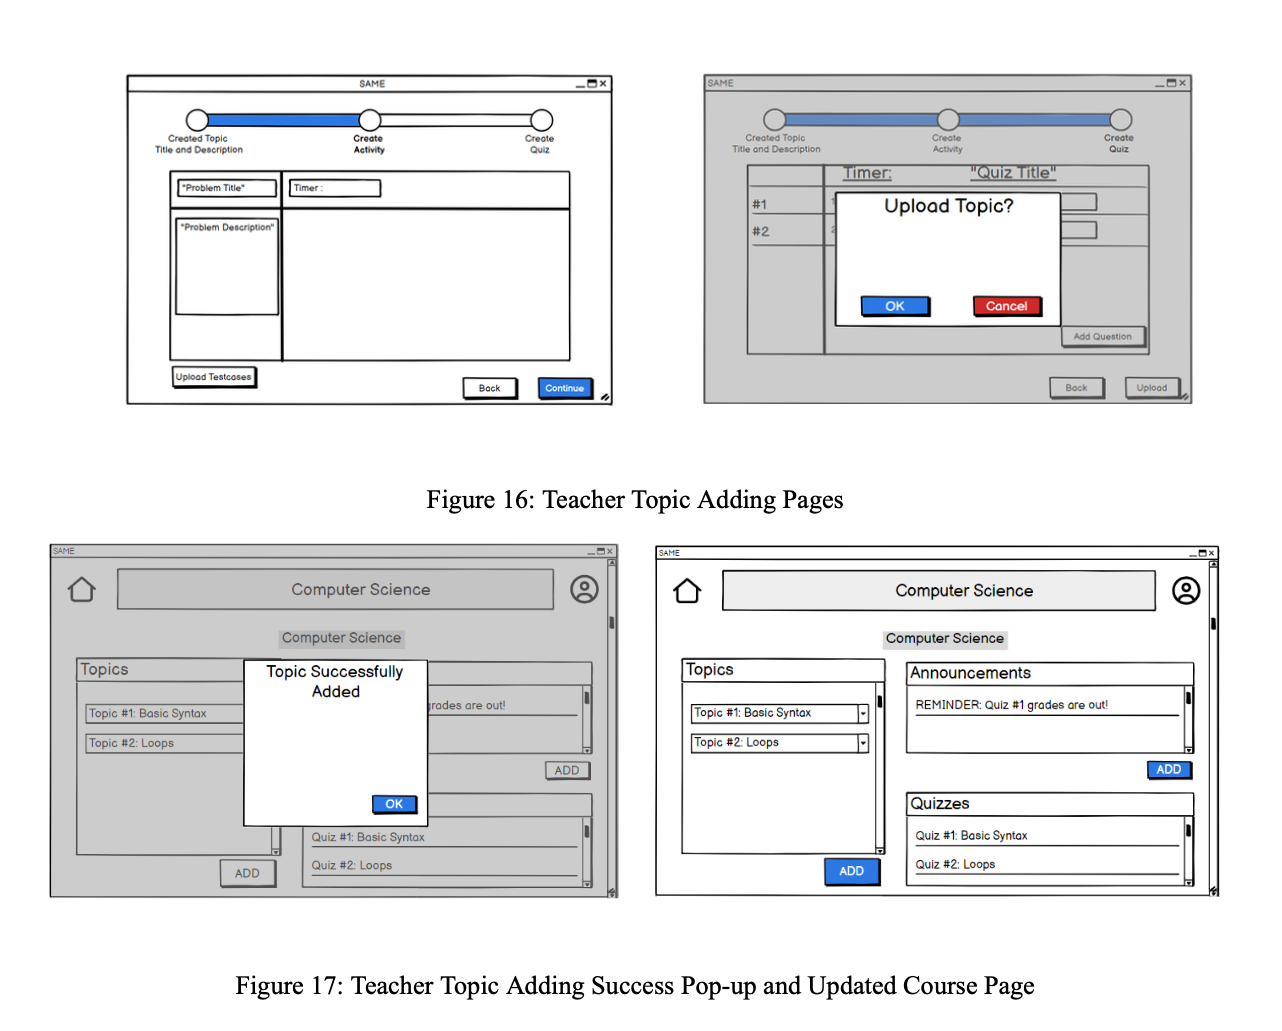 SAME
Created Topic
Title and Description
Create
Activity
Create
Quiz
"Problem Title"
Timer :
"Problem Description"
Upload Testcases
Back
Continue
SAME
Created Topic
Title and Description
Create
Activity
Create
Quiz
Timer:
"Quiz Title"
#1
#2
Upload Topic?
OK
Cancel
Add Question
Back
Upload
Figure 16: Teacher Topic Adding Pages
SAME
Computer Science
Computer Science
Topics
Topic #1: Basic Syntax
Topic #2: Loops
Topic Successfully
Added
OK
grades are out!
ADD
Quiz #1: Basic Syntax
Quiz #2: Loops
ADD
SAME
Computer Science
Computer Science
Topics
Topic #1: Basic Syntax
Topic #2: Loops
ADD
Announcements
REMINDER: Quiz #1 grades are out!
ADD
Quizzes
Quiz #1: Basic Syntax
Quiz #2: Loops
Figure 17: Teacher Topic Adding Success Pop-up and Updated Course Page